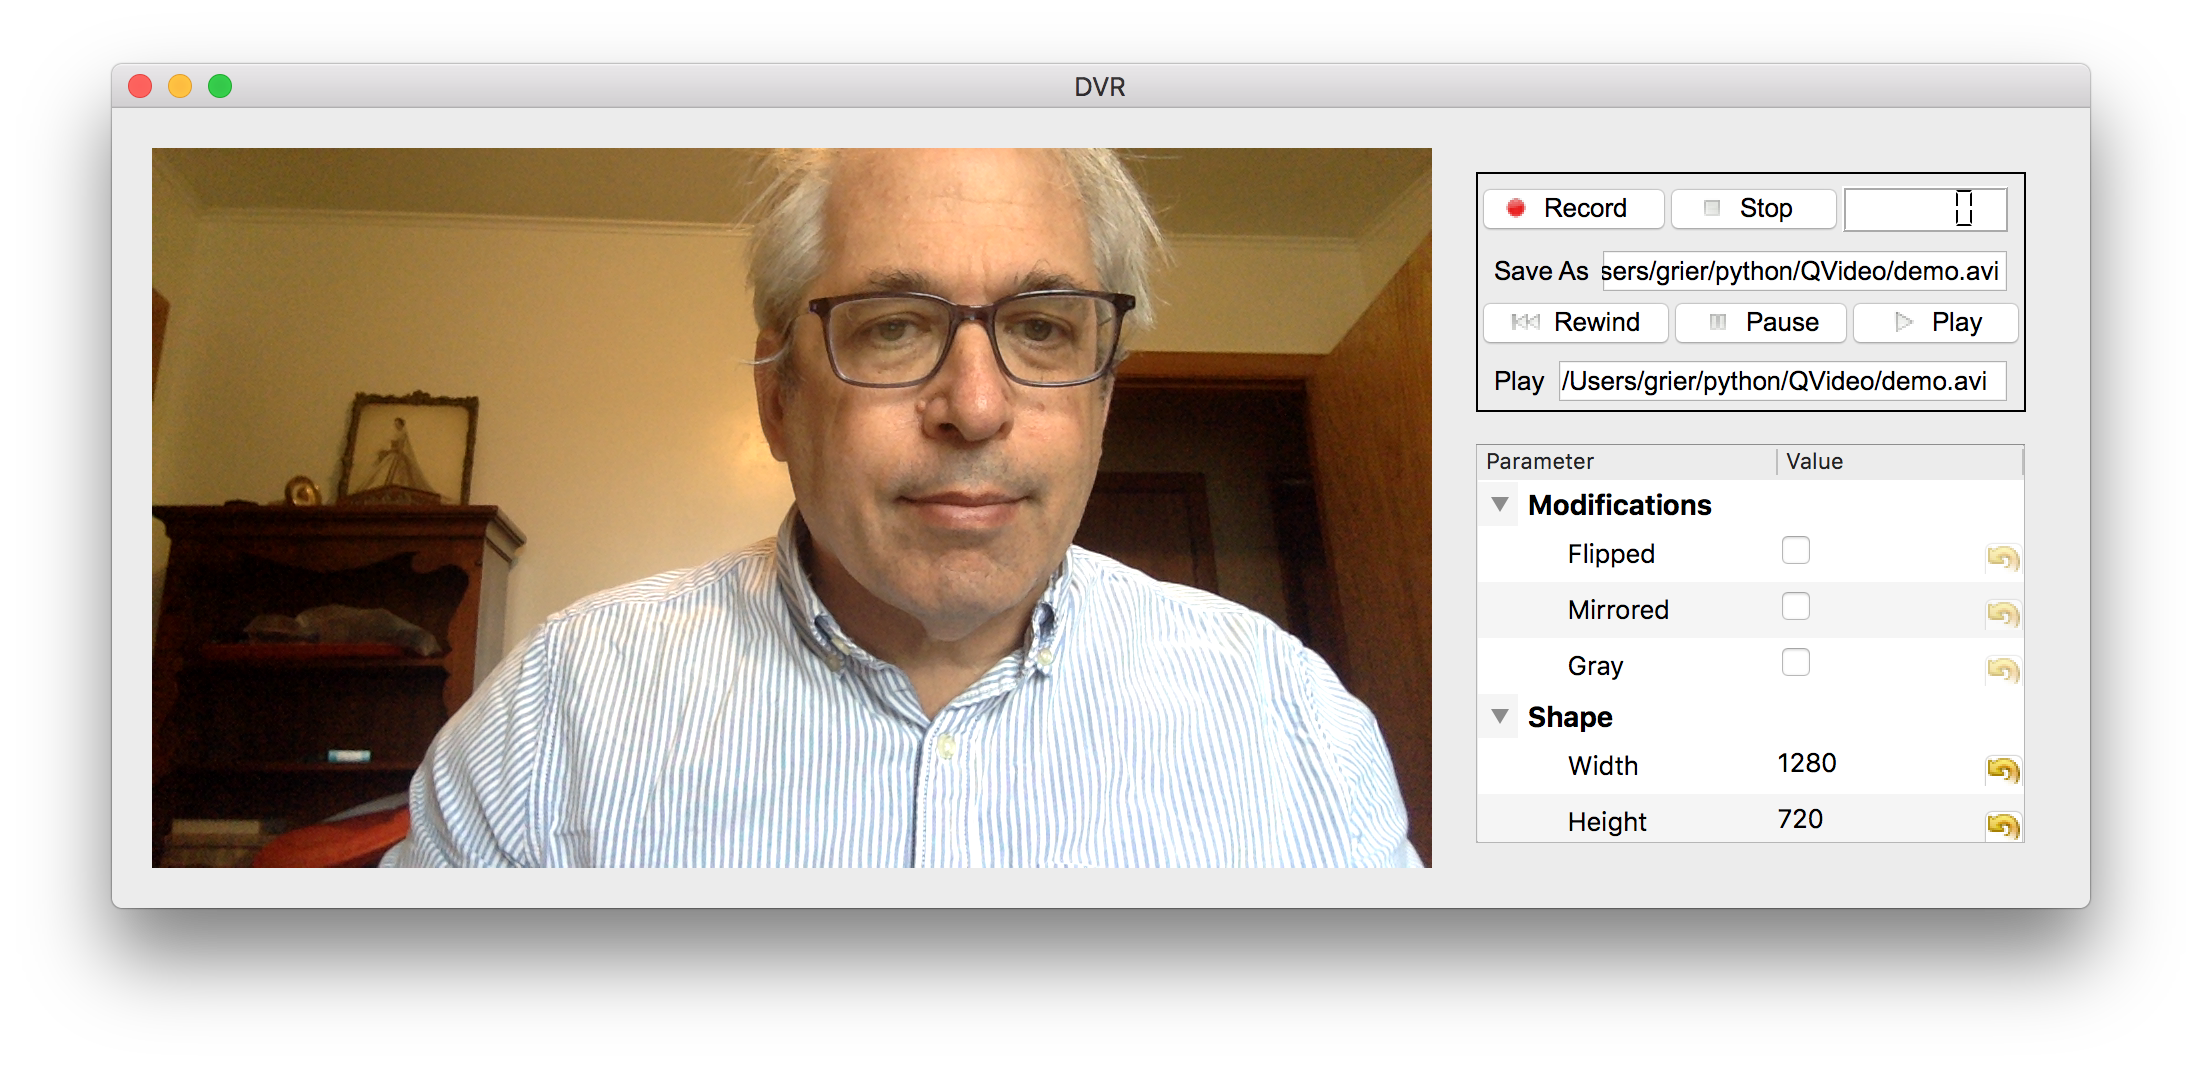 DVR
Record Stop 0
Save As sers/grier/python/QVideo/demo.avi
Rewind Pause Play
Play /Users/grier/python/QVideo/demo.avi
Parameter Value
Modifications
Flipped
Mirrored
Gray
Shape
Width 1280
Height 720